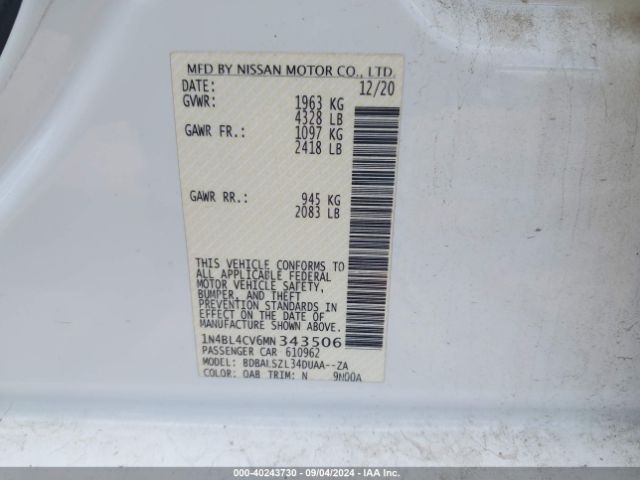 MFD BY NISSAN MOTOR CO., LTD.
DATE: 12/20
GVWR: 1963 KG
4328 LB
GAWR FR.: 1097 KG
2418 LB
GAWR RR.: 945 KG
2083 LB
THIS VEHICLE CONFORMS TO
ALL APPLICABLE FEDERAL
MOTOR VEHICLE SAFETY,
BUMPER, AND THEFT
PREVENTION STANDARDS IN
EFFECT ON THE DATE OF
MANUFACTURE SHOWN ABOVE.
1N4BL4CV6MN 343506
PASSENGER CAR 610962
MODEL: BDBALSZL34DUAA--ZA
COLOR: QAB TRIM: N 9N00A
000-40243730 - 09/04/2024 - IAA Inc.